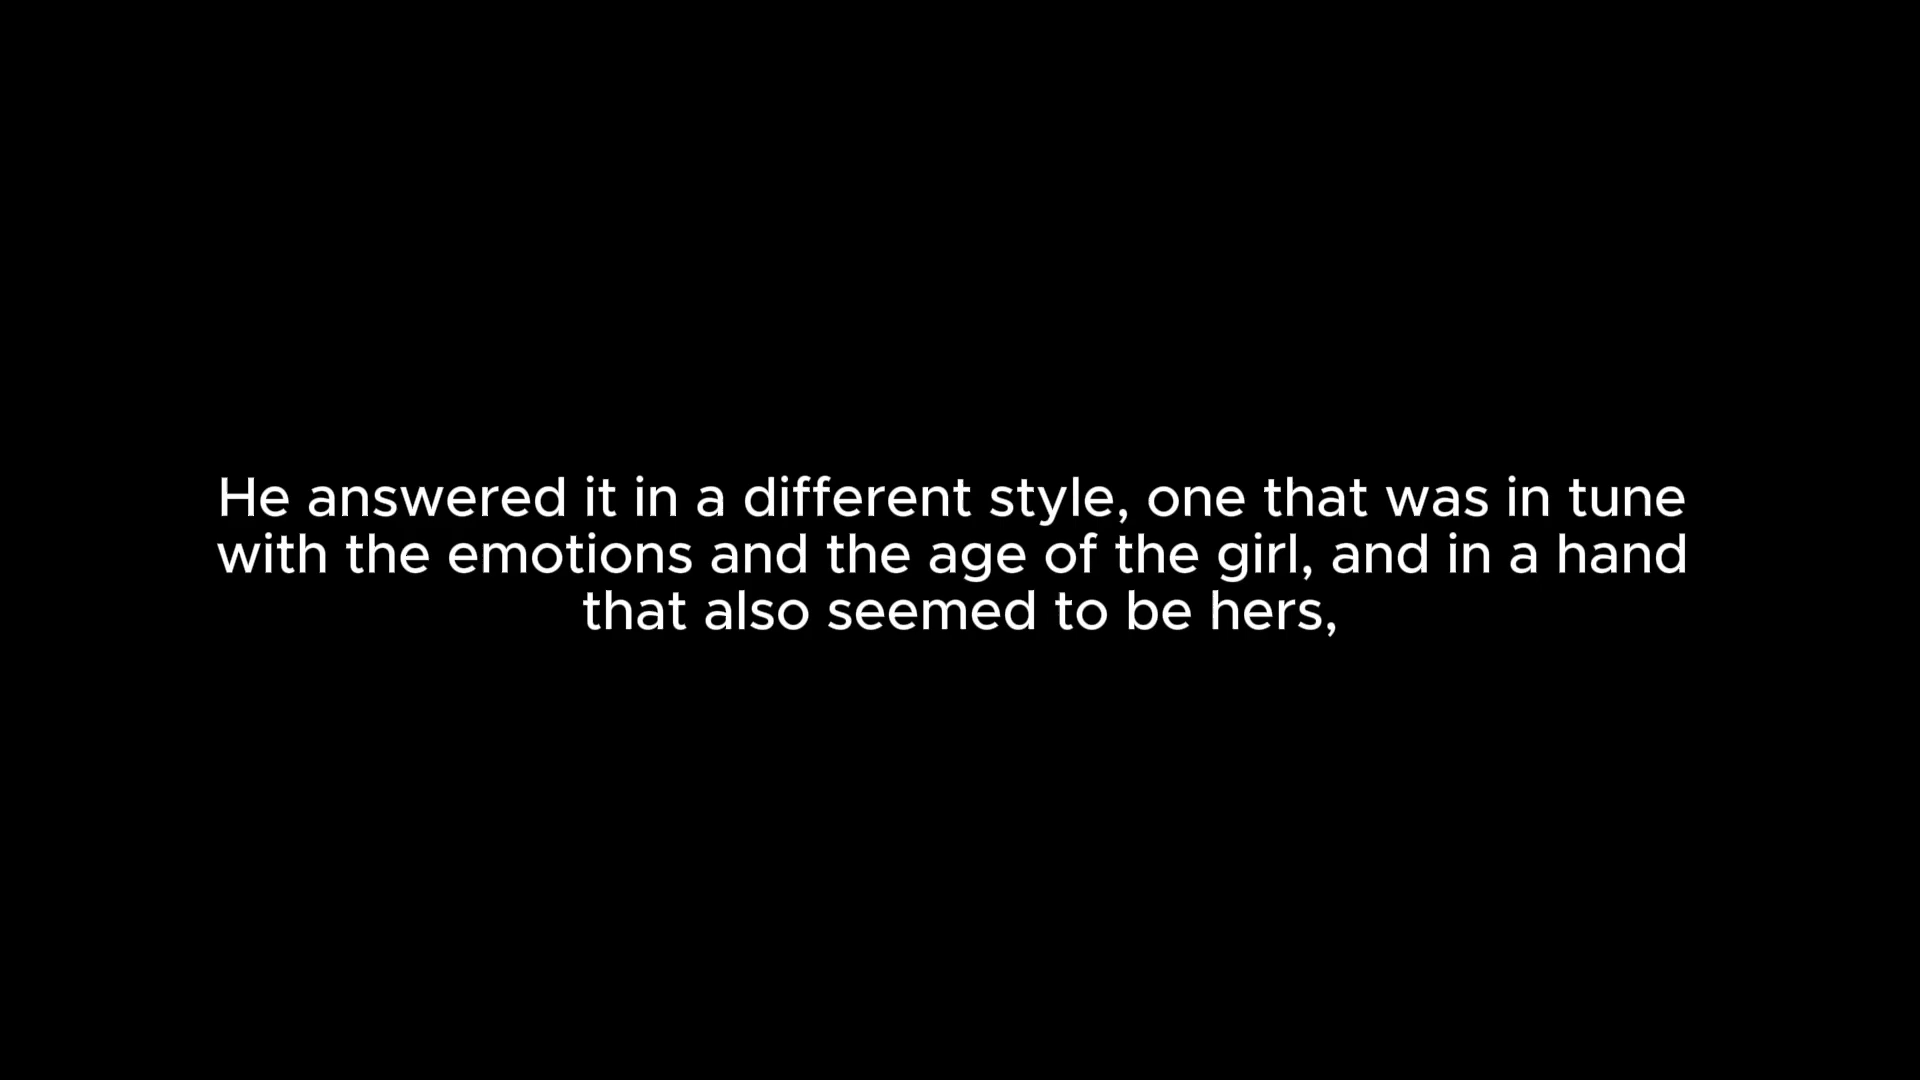 He answered it in a different style, one that was in tune
with the emotions and the age of the girl, and in a hand
that also seemed to be hers,